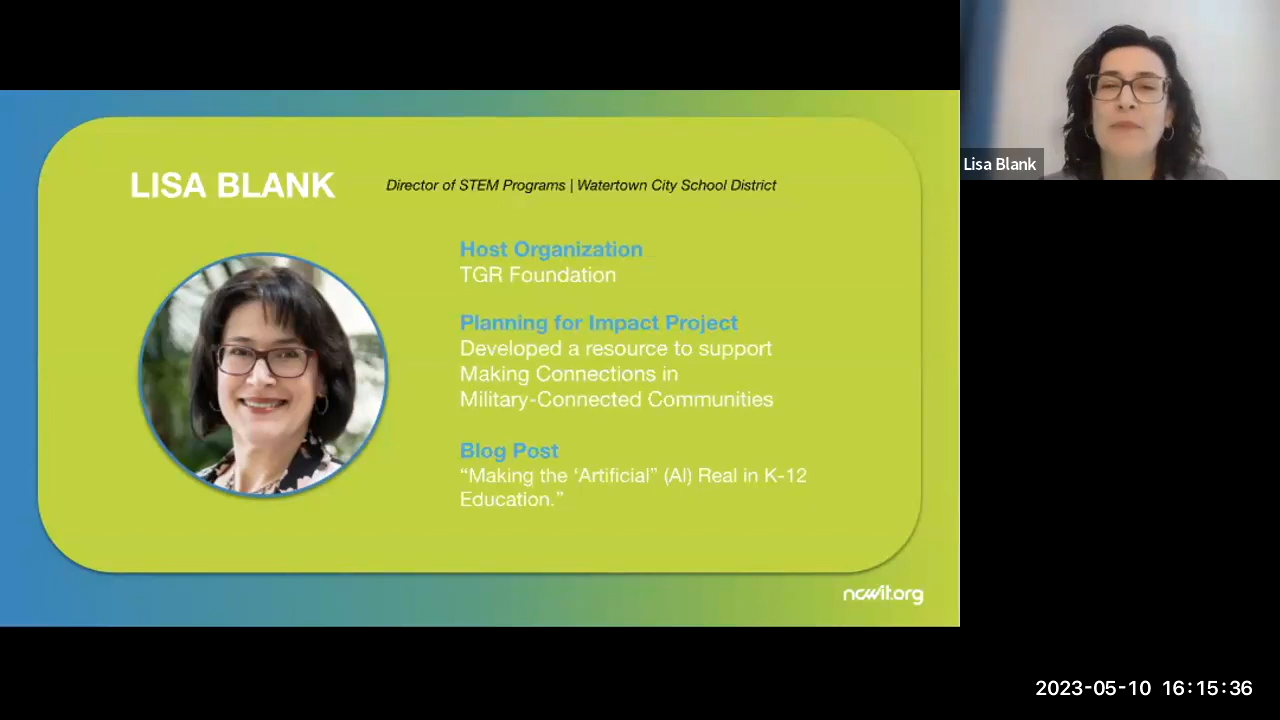 LISA BLANK
Director of STEM Programs | Watertown City School District
Host Organization
TGR Foundation
Planning for Impact Project
Developed a resource to support
Making Connections in
Military-Connected Communities
Blog Post
“Making the ‘Artificial” (AI) Real in K-12
Education.”
ncwit.org
Lisa Blank
2023-05-10 16:15:36